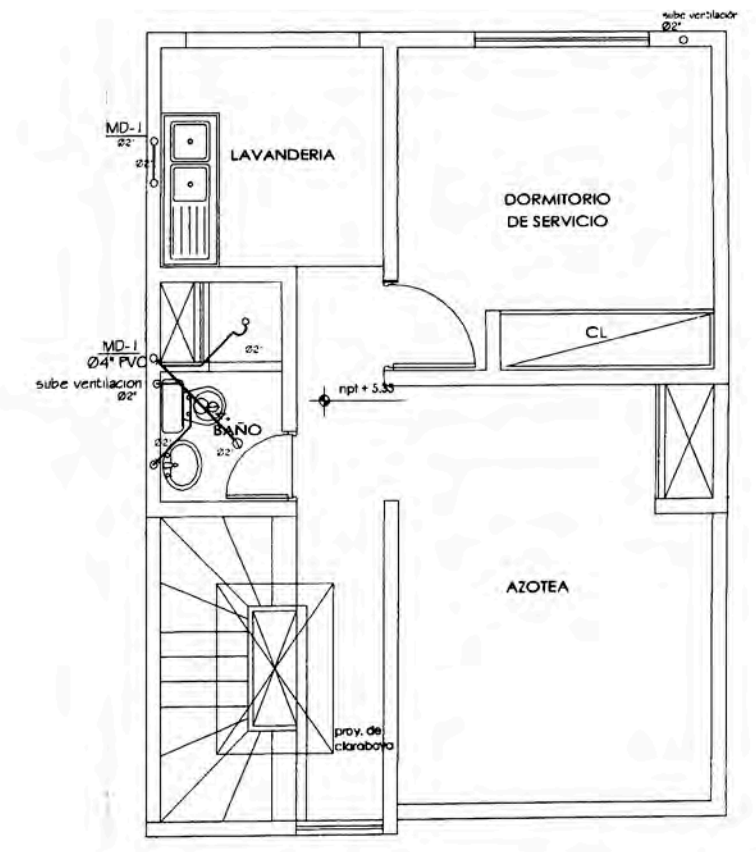 sube ventilación
Ø2"
MD-1
Ø2"
Ø2"
LAVANDERIA
DORMITORIO
DE SERVICIO
CL
MD-1
Ø4" PVC
Ø2"
sube ventilacion
Ø2"
npt + 5.35
BAÑO
Ø2"
Ø2"
AZOTEA
proy. de
claraboya